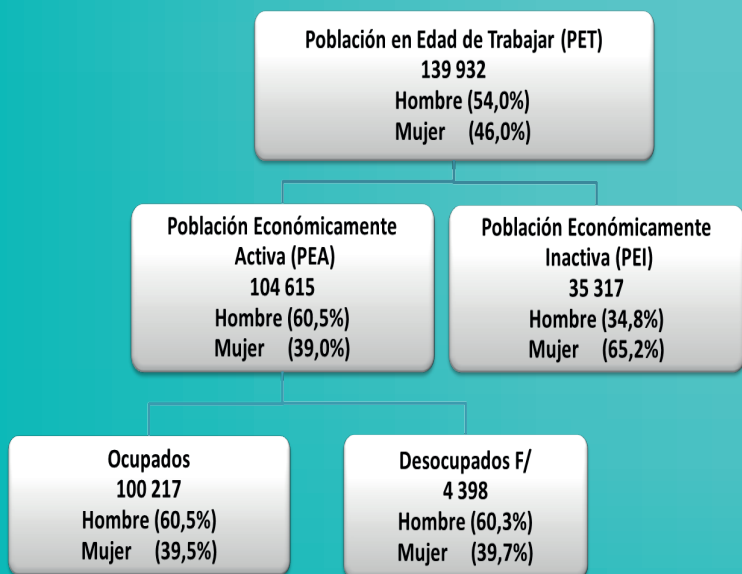 Población en Edad de Trabajar (PET)
139 932
Hombre (54,0%)
Mujer (46,0%)
Población Económicamente
Activa (PEA)
104 615
Hombre (60,5%)
Mujer (39,0%)
Población Económicamente
Inactiva (PEI)
35 317
Hombre (34,8%)
Mujer (65,2%)
Ocupados
100 217
Hombre (60,5%)
Mujer (39,5%)
Desocupados F/
4 398
Hombre (60,3%)
Mujer (39,7%)